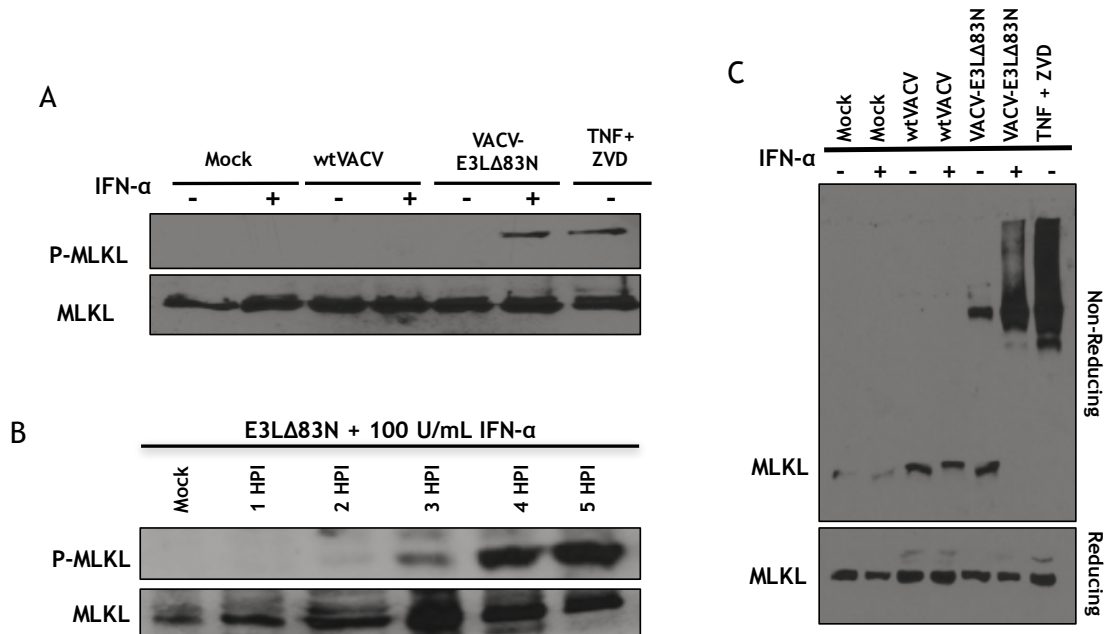 A
Mock
wtVACV
VACV-
E3LΔ83N
TNF+
ZVD
IFN-α
- + - + - + -
P-MLKL
MLKL
B
E3LΔ83N + 100 U/mL IFN-α
Mock
1 HPI
2 HPI
3 HPI
4 HPI
5 HPI
P-MLKL
MLKL
C
Mock
Mock
wtVACV
wtVACV
VACV-E3LΔ83N
VACV-E3LΔ83N
TNF + ZVD
IFN-α
- + - + - + -
MLKL
Non-Reducing
MLKL
Reducing